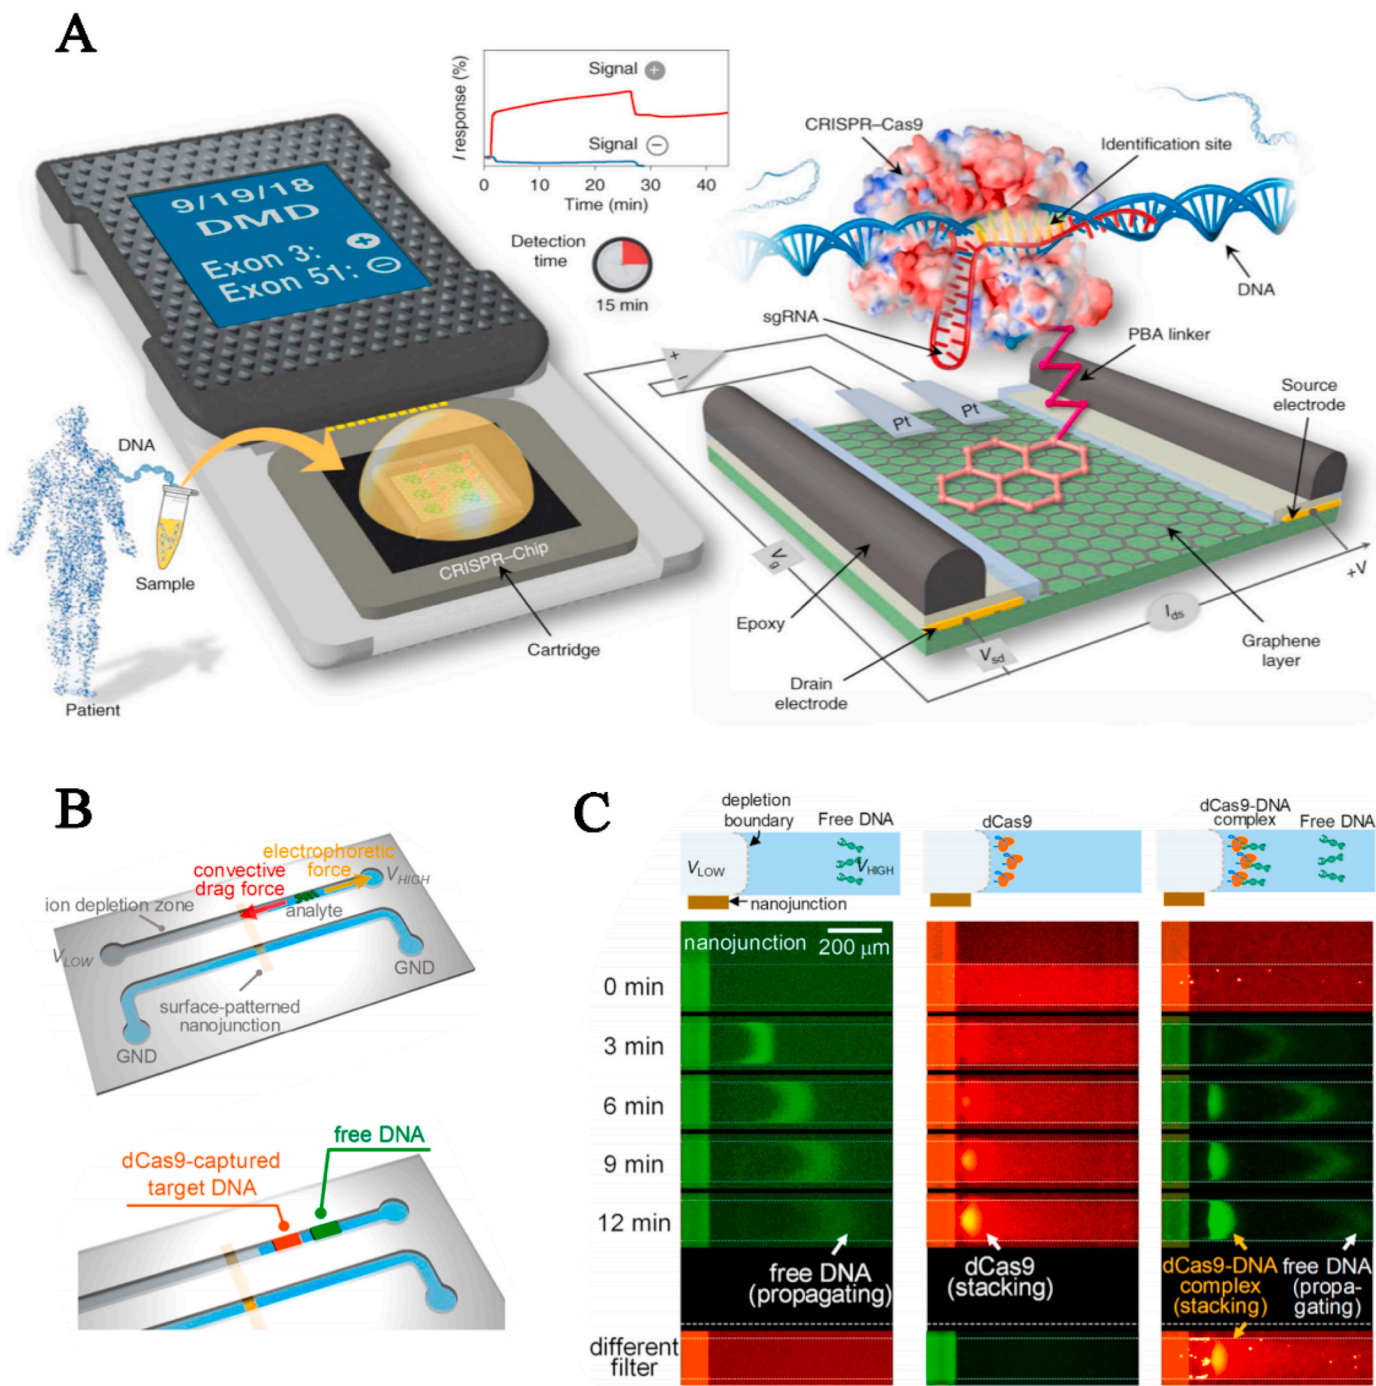 A
9/19/18
DMD
Exon 3: +
Exon 51: −
I response (%)
Signal +
Signal −
0 10 20 30 40
Time (min)
Detection
time
15 min
CRISPR–Cas9
Identification site
DNA
sgRNA
PBA linker
Source
electrode
+
−
Pt
Pt
DNA
Sample
Patient
CRISPR–Chip
Cartridge
Vg
Epoxy
Drain
electrode
Vsd
Ids
+V
Graphene
layer
B
electrophoretic
force
convective
drag force
VHIGH
ion depletion zone
analyte
VLOW
GND
surface-patterned
nanojunction
GND
free DNA
dCas9-captured
target DNA
C
depletion
boundary
Free DNA
VLOW
VHIGH
nanojunction
dCas9
dCas9-DNA
complex
Free DNA
nanojunction
200 μm
0 min
3 min
6 min
9 min
12 min
free DNA
(propagating)
dCas9
(stacking)
dCas9-DNA
complex
(stacking)
free DNA
(propa-
gating)
different
filter